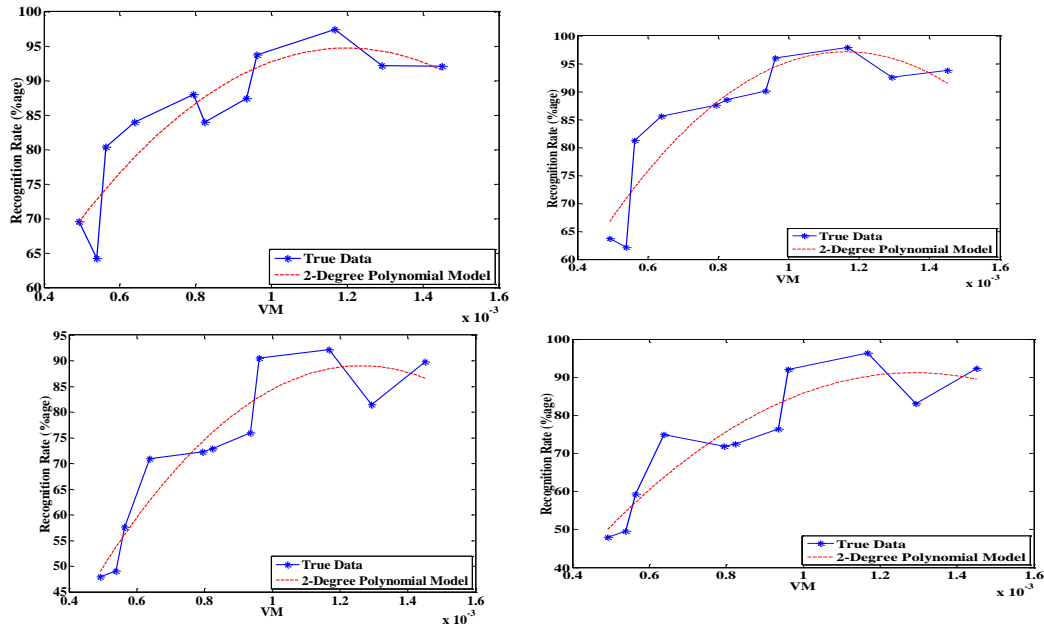 100
95
90
85
80
75
70
65
60
Recognition Rate (%age)
True Data
2-Degree Polynomial Model
0.4 0.6 0.8 1 1.2 1.4 1.6
VM
x 10⁻³
100
95
90
85
80
75
70
65
60
Recognition Rate (%age)
True Data
2-Degree Polynomial Model
0.4 0.6 0.8 1 1.2 1.4 1.6
VM
x 10⁻³
95
90
85
80
75
70
65
60
55
50
45
Recognition Rate (%age)
True Data
2-Degree Polynomial Model
0.4 0.6 0.8 1 1.2 1.4 1.6
VM
x 10⁻³
100
90
80
70
60
50
40
Recognition Rate (%age)
True Data
2-Degree Polynomial Model
0.4 0.6 0.8 1 1.2 1.4 1.6
VM
x 10⁻³